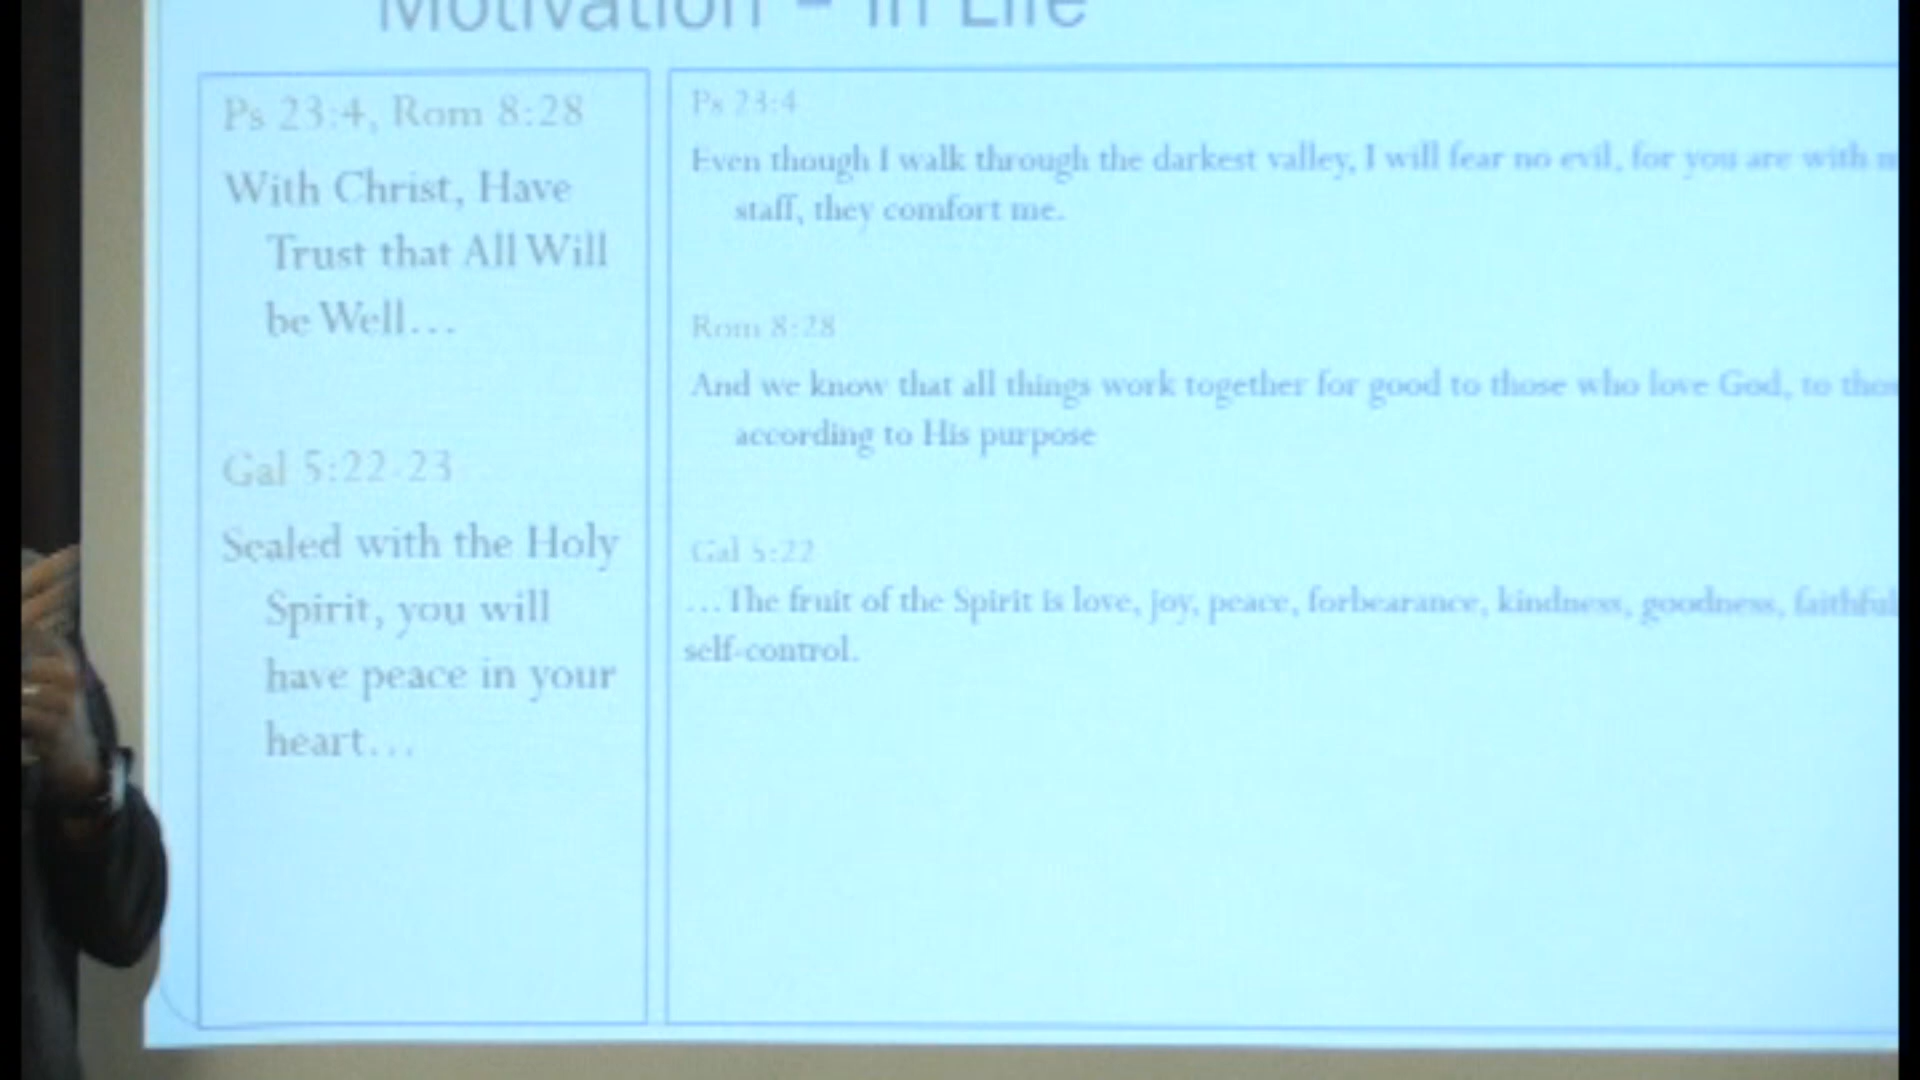 Motivation – In Life
Ps 23:4, Rom 8:28
With Christ, Have
Trust that All Will
be Well…
Gal 5:22-23
Sealed with the Holy
Spirit, you will
have peace in your
heart…
Ps 23:4
Even though I walk through the darkest valley, I will fear no evil, for you are with
staff, they comfort me.
Rom 8:28
And we know that all things work together for good to those who love God, to
according to His purpose
Gal 5:22
…The fruit of the Spirit is love, joy, peace, forbearance, kindness, goodness,
self-control.